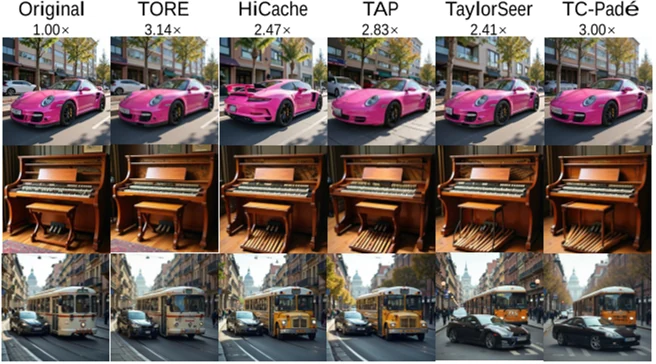 Original TORE HiCache TAP TaylorSeer TC-Padé
1.00× 3.14× 2.47× 2.83× 2.41× 3.00×